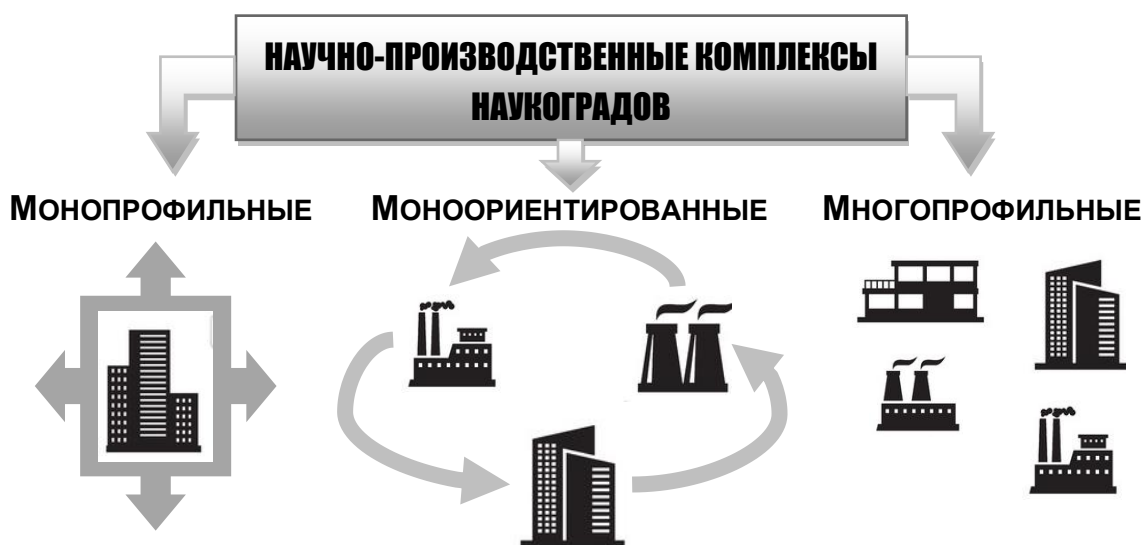 НАУЧНО-ПРОИЗВОДСТВЕННЫЕ КОМПЛЕКСЫ
НАУКОГРАДОВ
МОНОПРОФИЛЬНЫЕ
МОНООРИЕНТИРОВАННЫЕ
МНОГОПРОФИЛЬНЫЕ